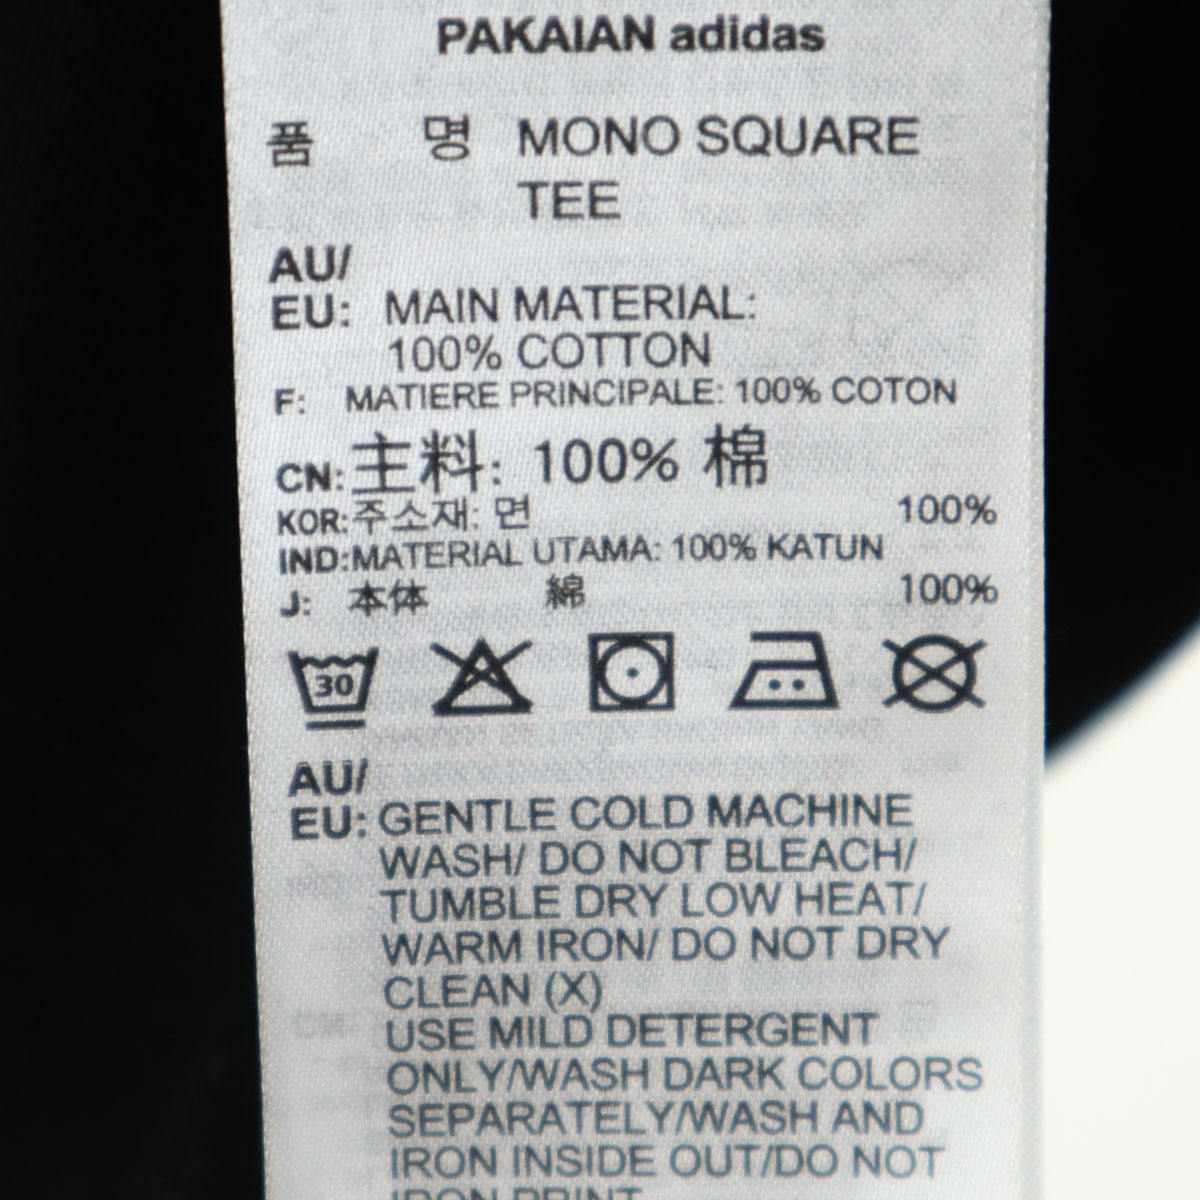 PAKAIAN adidas
품 명 MONO SQUARE
TEE
AU/
EU: MAIN MATERIAL:
100% COTTON
F: MATIERE PRINCIPALE: 100% COTON
CN: 主料: 100% 棉
KOR: 주소재: 면 100%
IND: MATERIAL UTAMA: 100% KATUN
J: 本体 綿 100%
30
AU/
EU: GENTLE COLD MACHINE
WASH/ DO NOT BLEACH/
TUMBLE DRY LOW HEAT/
WARM IRON/ DO NOT DRY
CLEAN (X)
USE MILD DETERGENT
ONLY/WASH DARK COLORS
SEPARATELY/WASH AND
IRON INSIDE OUT/DO NOT
IRON PRINT